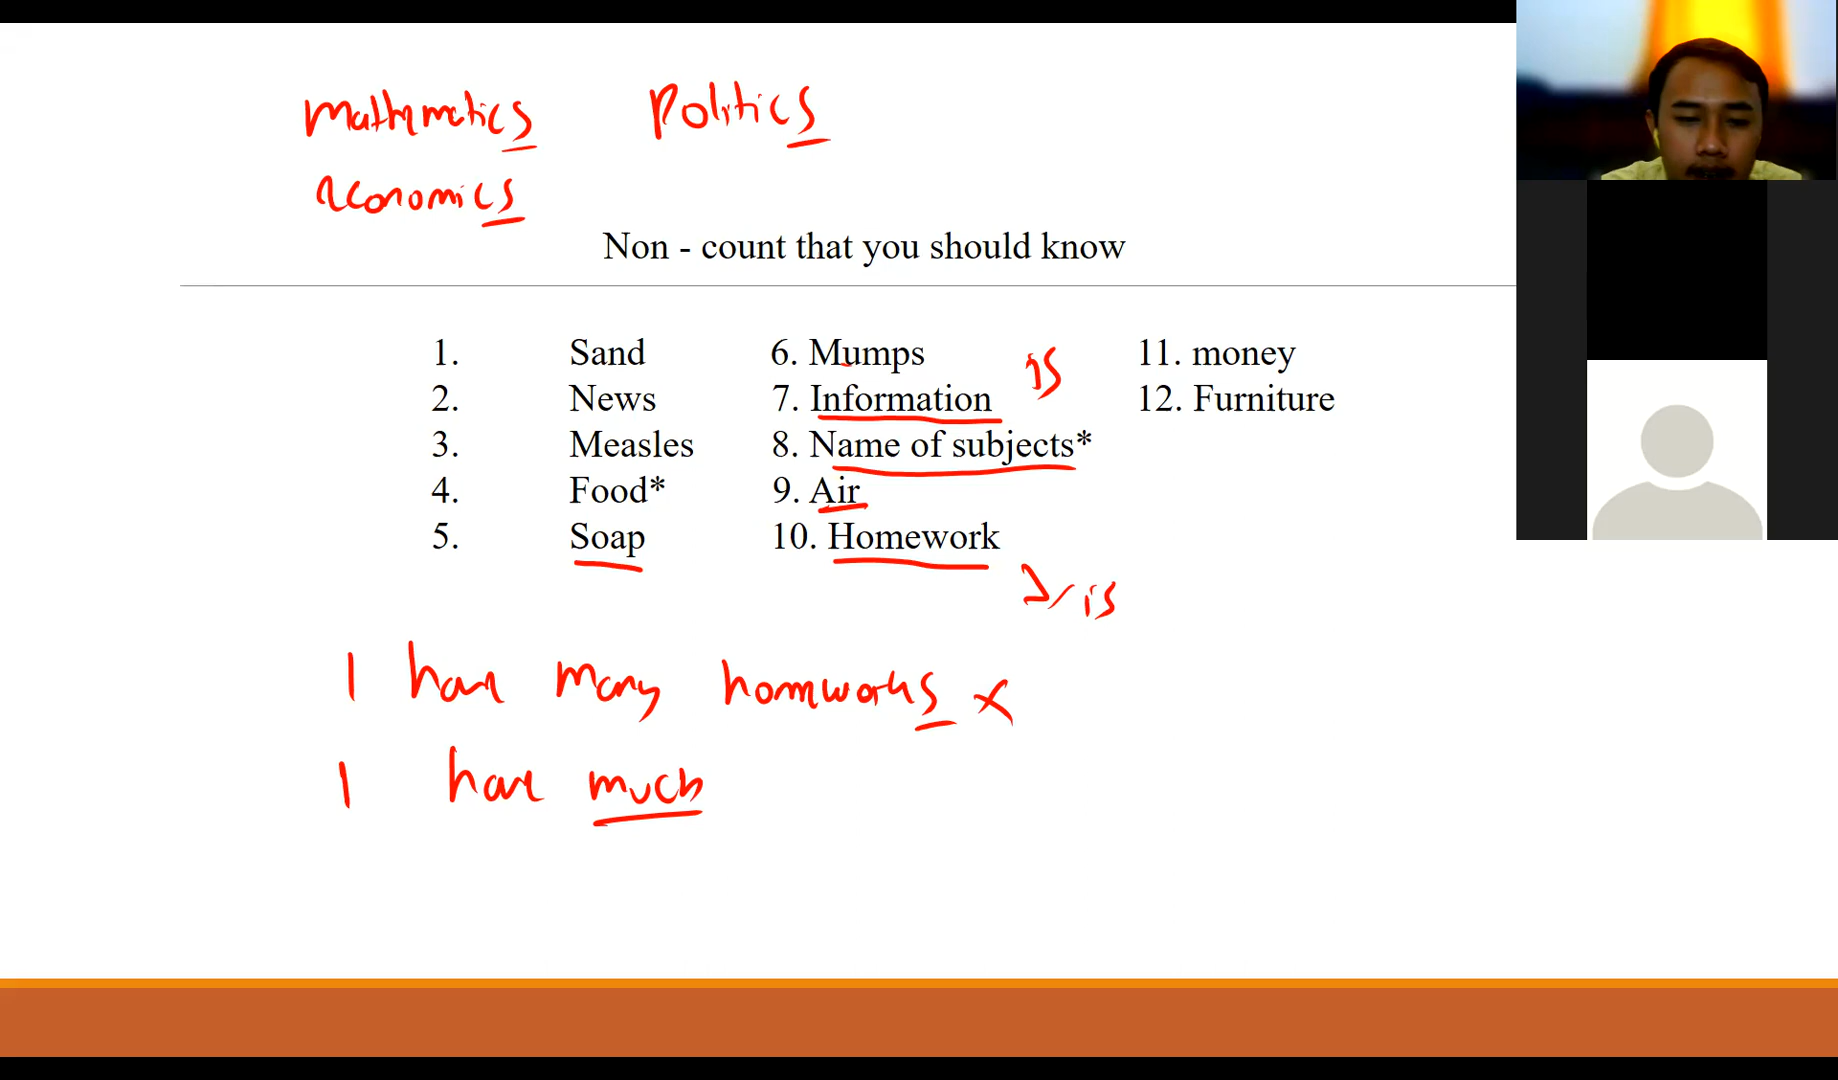 mathmetics Politics
economics
Non - count that you should know
1. Sand 6. Mumps is 11. money
2. News 7. Information 12. Furniture
3. Measles 8. Name of subjects*
4. Food* 9. Air
5. Soap 10. Homework
/is
I have many homworks x
I have much